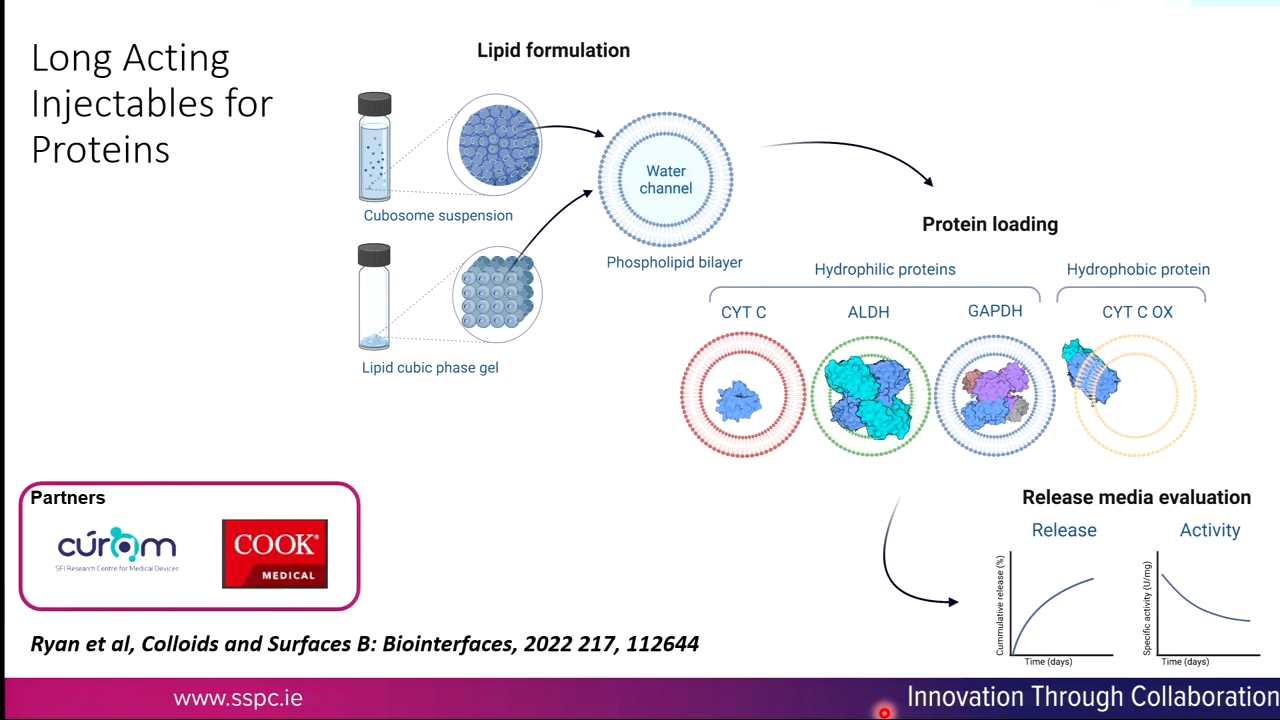 Long Acting
Injectables for
Proteins
Lipid formulation
Cubosome suspension
Lipid cubic phase gel
Water
channel
Phospholipid bilayer
Protein loading
Hydrophilic proteins
Hydrophobic protein
CYT C
ALDH
GAPDH
CYT C OX
Release media evaluation
Release
Activity
Cummulative release (%)
Time (days)
Specific activity (U/mg)
Time (days)
Partners
cúram
SFI Research Centre for Medical Devices
COOK®
MEDICAL
Ryan et al, Colloids and Surfaces B: Biointerfaces, 2022 217, 112644
www.sspc.ie
Innovation Through Collaboration